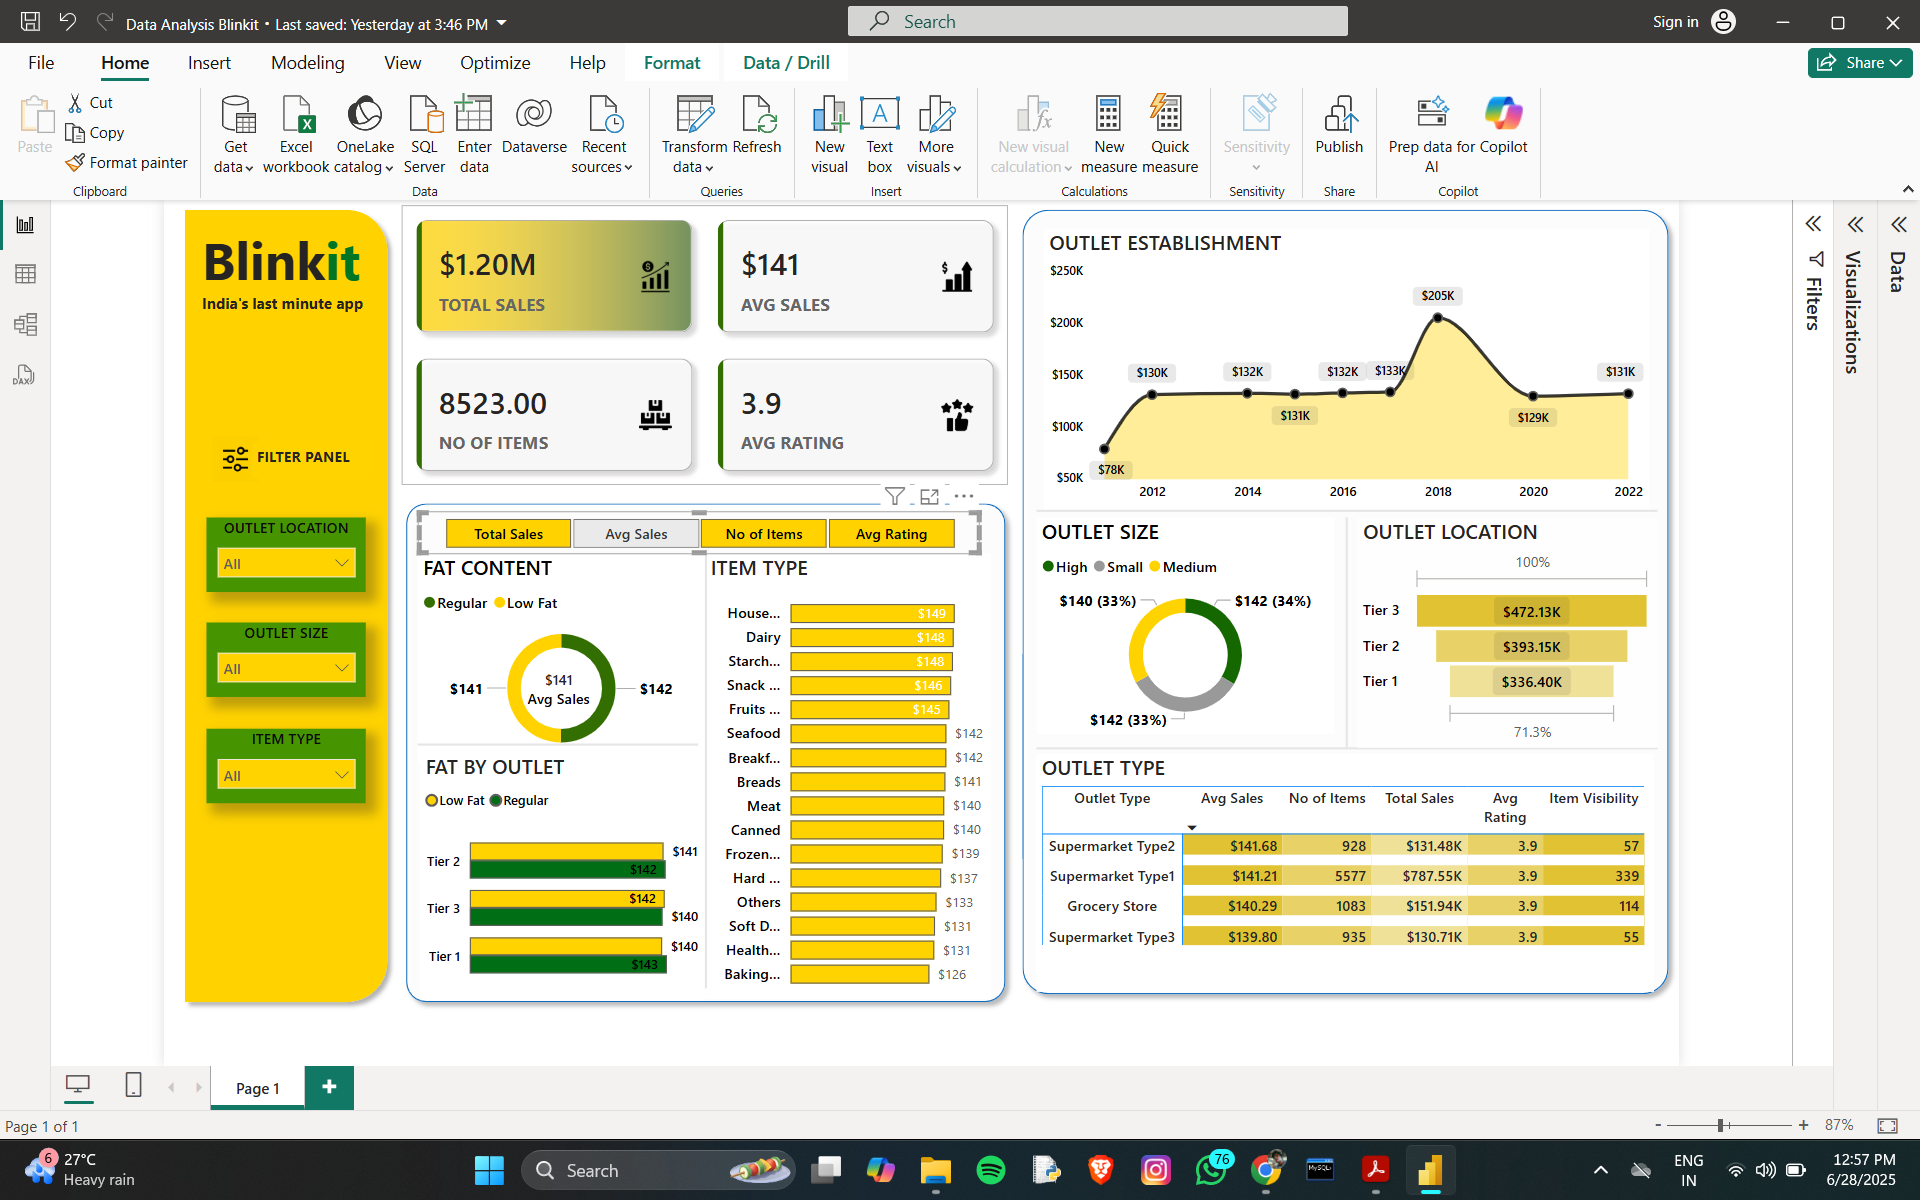 Data Analysis Blinkit • Last saved: Yesterday at 3:46 PM
Search
Sign in
File Home Insert Modeling View Optimize Help Format Data / Drill
Share
Paste
Cut
Copy
Format painter
Clipboard
Get data
Excel workbook
OneLake catalog
SQL Server
Enter data
Dataverse
Recent sources
Data
Transform data
Refresh
Queries
New visual
Text box
More visuals
Insert
New visual calculation
New measure
Quick measure
Calculations
Sensitivity
Sensitivity
Publish
Share
Prep data for AI
Copilot
Copilot
Blinkit
India's last minute app
FILTER PANEL
OUTLET LOCATION
All
OUTLET SIZE
All
ITEM TYPE
All
$1.20M
TOTAL SALES
$141
AVG SALES
8523.00
NO OF ITEMS
3.9
AVG RATING
Total Sales Avg Sales No of Items Avg Rating
FAT CONTENT
Regular Low Fat
$141
$141
Avg Sales
$142
FAT BY OUTLET
Low Fat Regular
Tier 2 $141
$142
Tier 3 $142
$140
Tier 1 $140
$143
ITEM TYPE
House... $149
Dairy $148
Starch... $148
Snack ... $146
Fruits ... $145
Seafood $142
Breakf... $142
Breads $141
Meat $140
Canned $140
Frozen... $139
Hard ... $137
Others $133
Soft D... $131
Health... $131
Baking... $126
OUTLET ESTABLISHMENT
$250K
$200K
$150K
$100K
$50K
$78K
$130K
$132K
$131K
$132K
$133K
$205K
$129K
$131K
2012 2014 2016 2018 2020 2022
OUTLET SIZE
High Small Medium
$140 (33%)
$142 (34%)
$142 (33%)
OUTLET LOCATION
100%
Tier 3 $472.13K
Tier 2 $393.15K
Tier 1 $336.40K
71.3%
OUTLET TYPE
Outlet Type Avg Sales No of Items Total Sales Avg Rating Item Visibility
Supermarket Type2 $141.68 928 $131.48K 3.9 57
Supermarket Type1 $141.21 5577 $787.55K 3.9 339
Grocery Store $140.29 1083 $151.94K 3.9 114
Supermarket Type3 $139.80 935 $130.71K 3.9 55
Filters
Visualizations
Data
DAX
Page 1
Page 1 of 1
- + 87%
6
27°C
Heavy rain
Search
76
MySQL
ENG
IN
12:57 PM
6/28/2025